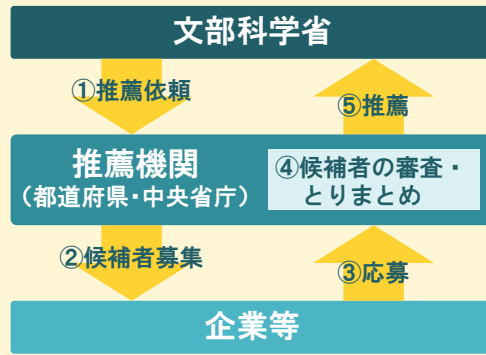 文部科学省
①推薦依頼
⑤推薦
推薦機関
（都道府県・中央省庁）
④候補者の審査・
とりまとめ
②候補者募集
③応募
企業等